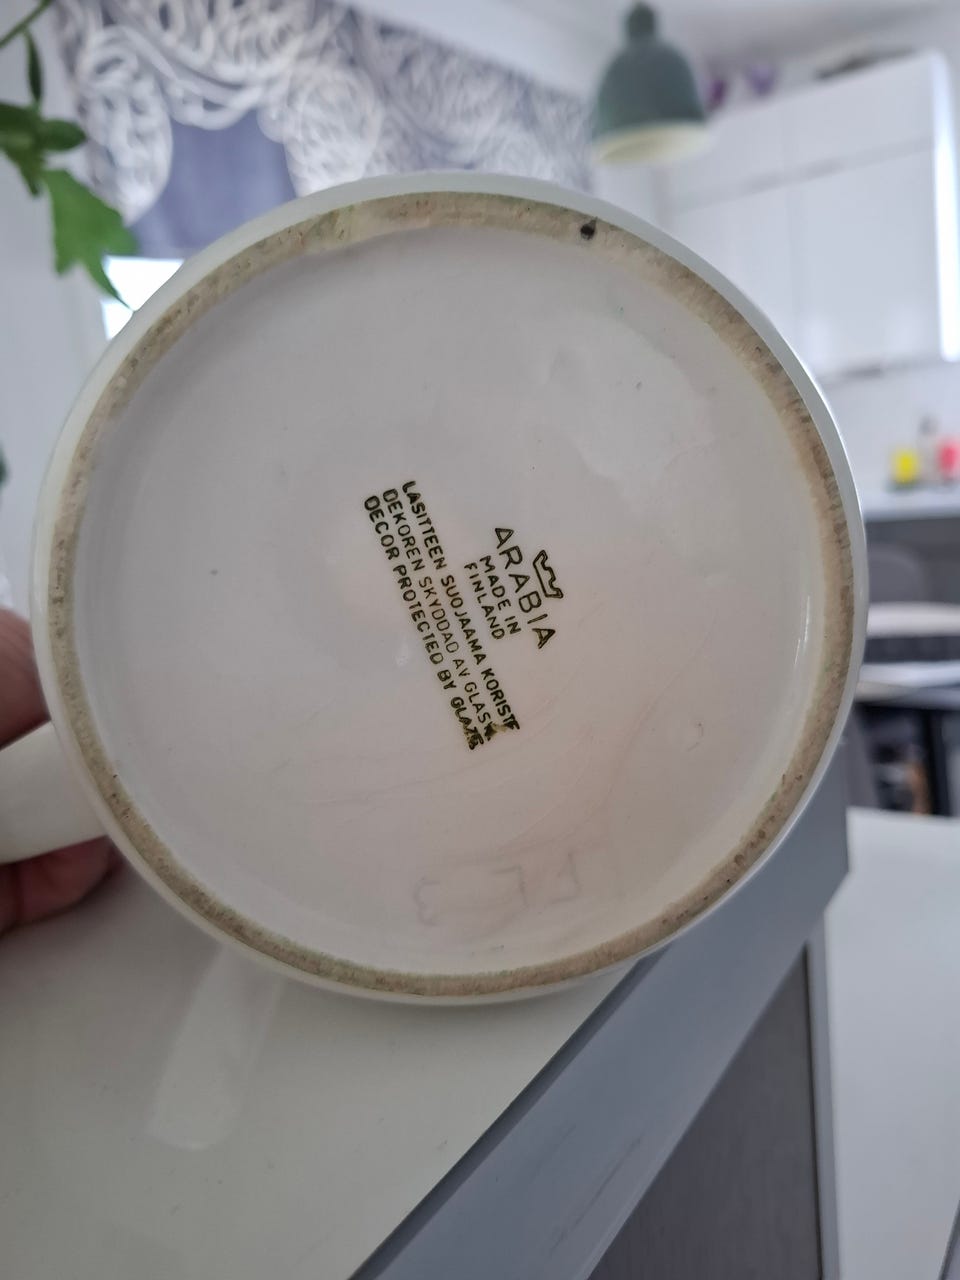 ARABIA
MADE IN
FINLAND
LASITTEEN SUOJAAMA KORISTE
DEKOREN SKYDDAD AV GLASYR
DECOR PROTECTED BY GLAZE